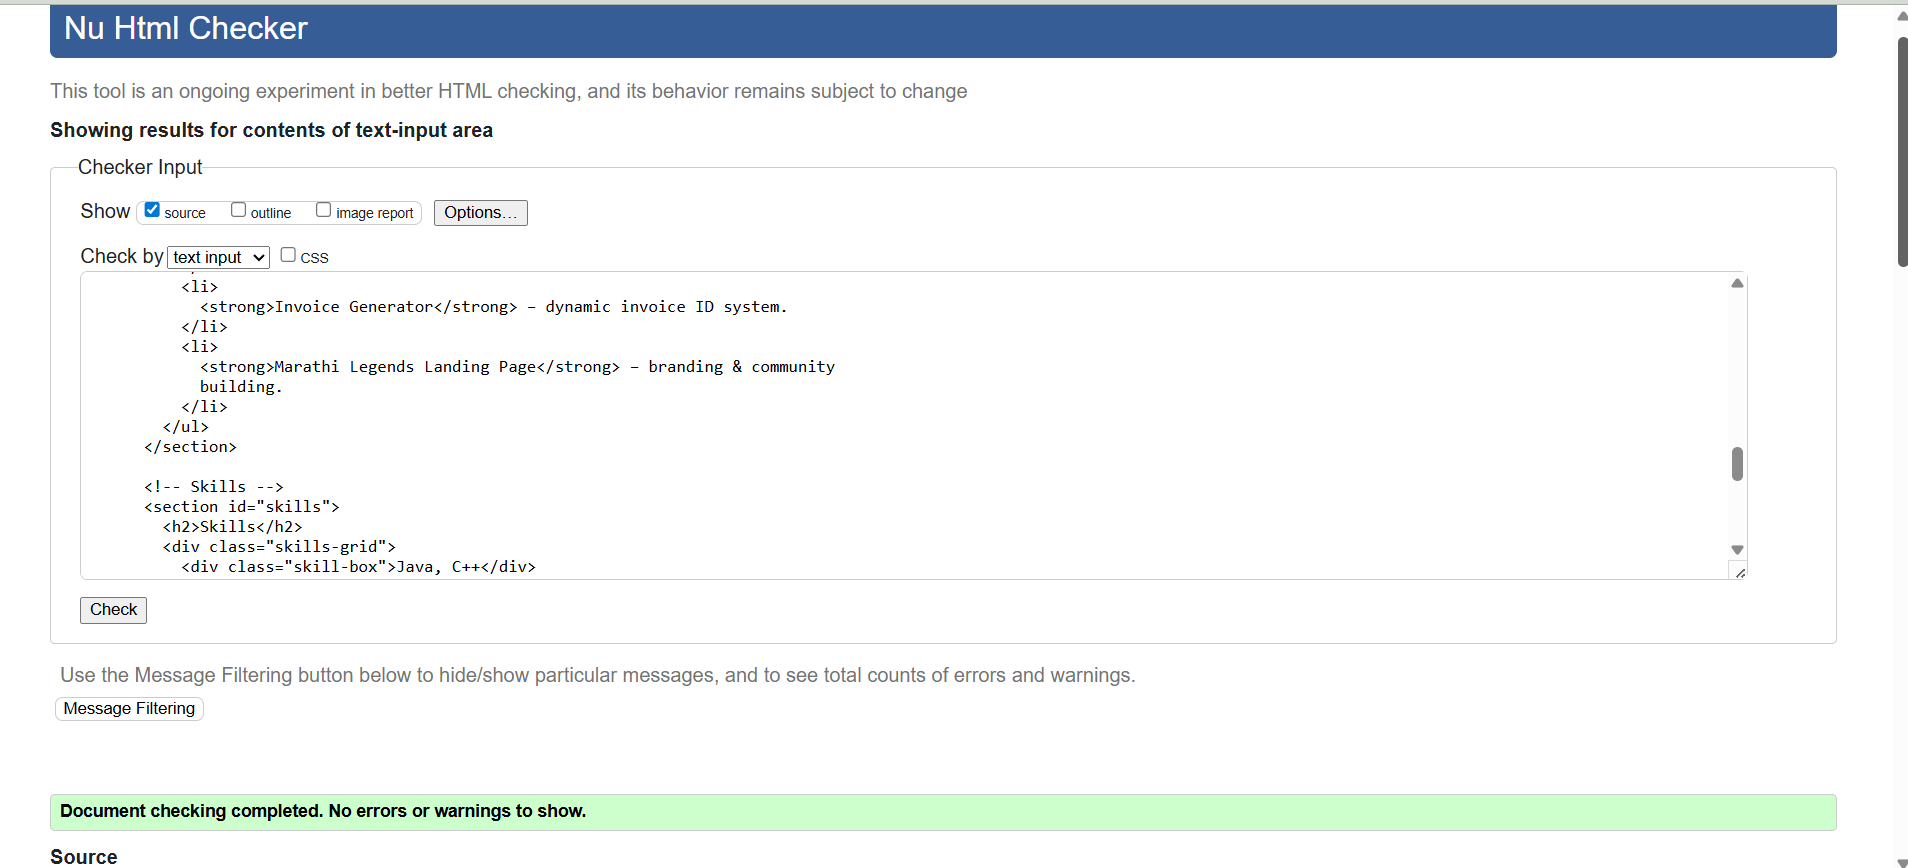 Nu Html Checker
This tool is an ongoing experiment in better HTML checking, and its behavior remains subject to change
Showing results for contents of text-input area
Checker Input
Show source outline image report Options...
Check by text input CSS
<li>
<strong>Invoice Generator</strong> – dynamic invoice ID system.
</li>
<li>
<strong>Marathi Legends Landing Page</strong> – branding & community
building.
</li>
</ul>
</section>
<!-- Skills -->
<section id="skills">
<h2>Skills</h2>
<div class="skills-grid">
<div class="skill-box">Java, C++</div>
Check
Use the Message Filtering button below to hide/show particular messages, and to see total counts of errors and warnings.
Message Filtering
Document checking completed. No errors or warnings to show.
Source